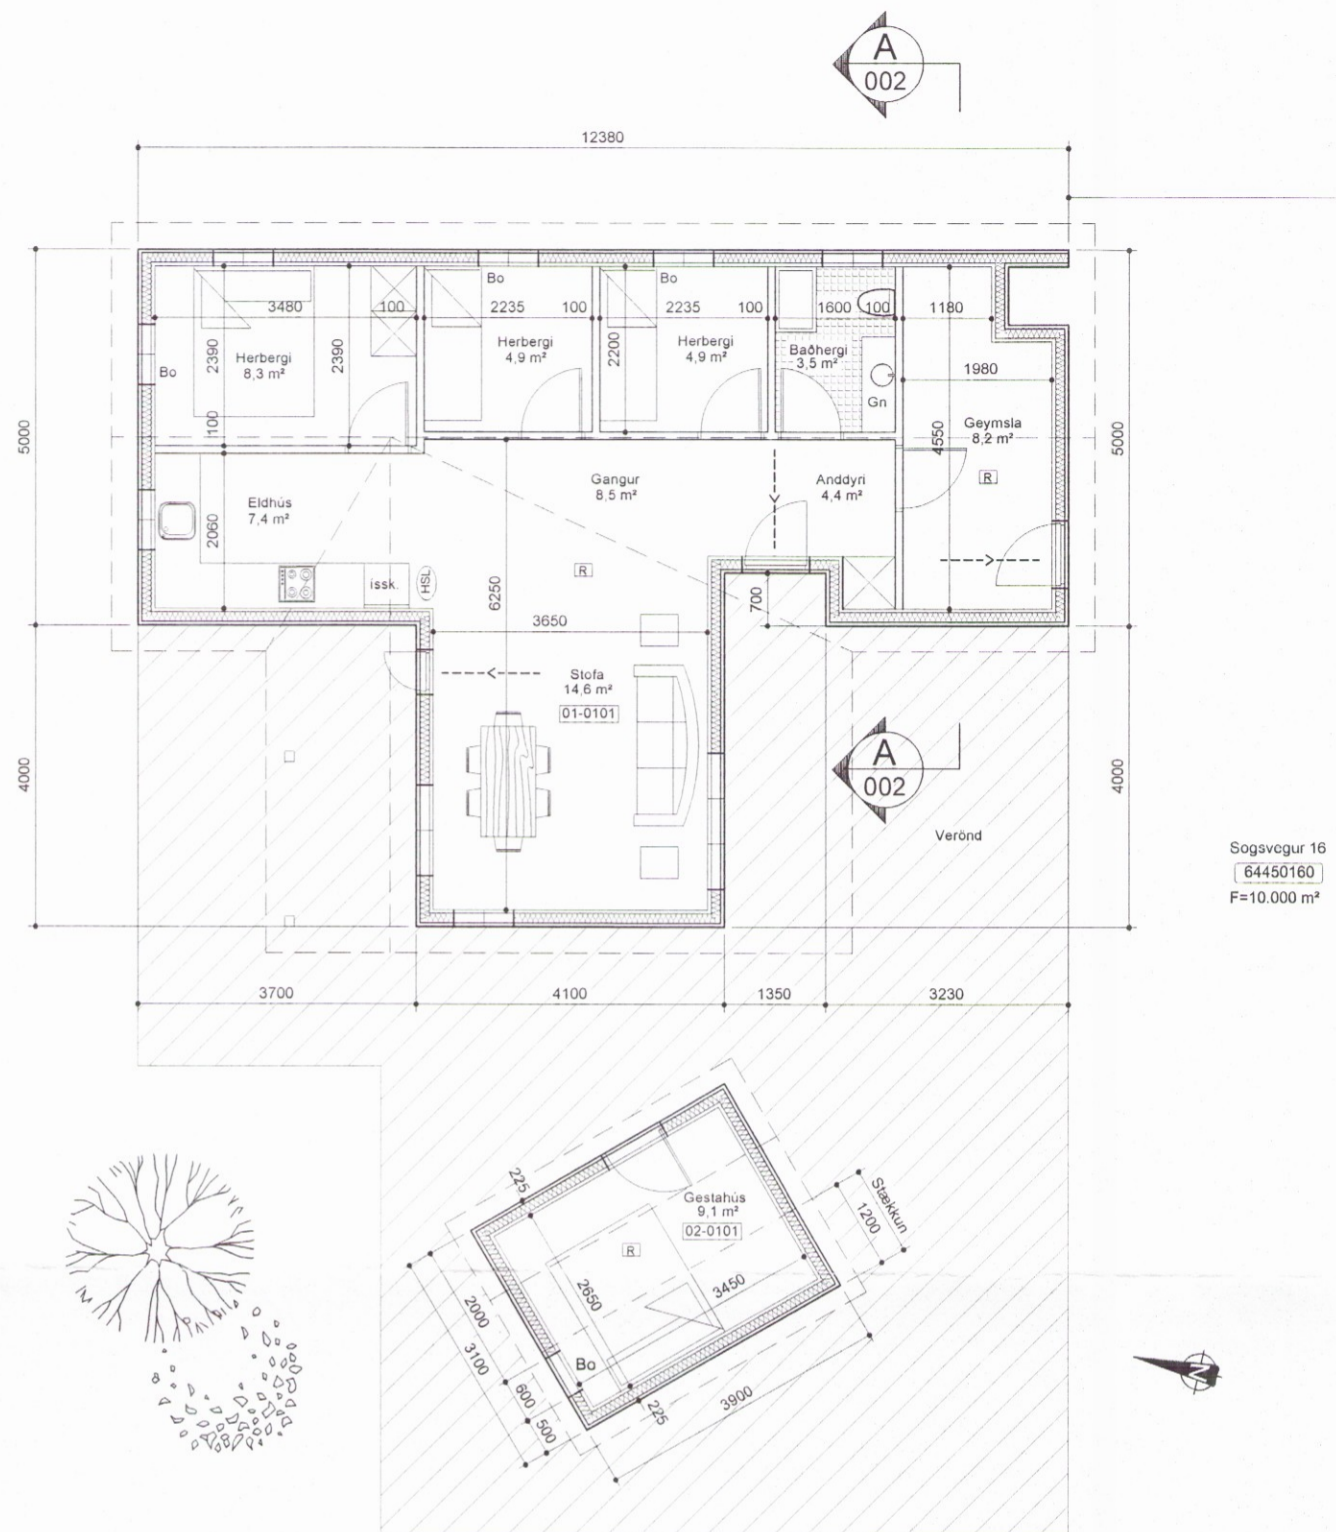 A
002
12380
Bo
Bo
3480
100
2235
100
2235
100
1600
100
1180
2390
2390
2200
Herbergi
8,3 m²
Herbergi
4,9 m²
Herbergi
4,9 m²
Baðhergi
3,5 m²
Bo
1980
Gn
100
Geymsla
8,2 m²
4550
5000
5000
R
Eldhús
7,4 m²
Gangur
8,5 m²
Anddyri
4,4 m²
2060
R
issk.
HSL
6250
700
3650
Stofa
14,6 m²
01-0101
4000
4000
A
002
Verönd
Sogsvegur 16
64450160
F=10.000 m²
3700
4100
1350
3230
225
Gestahús
9,1 m²
02-0101
R
Stækkun
1200
2650
3450
2000
3100
Bo
600
500
225
3900
N